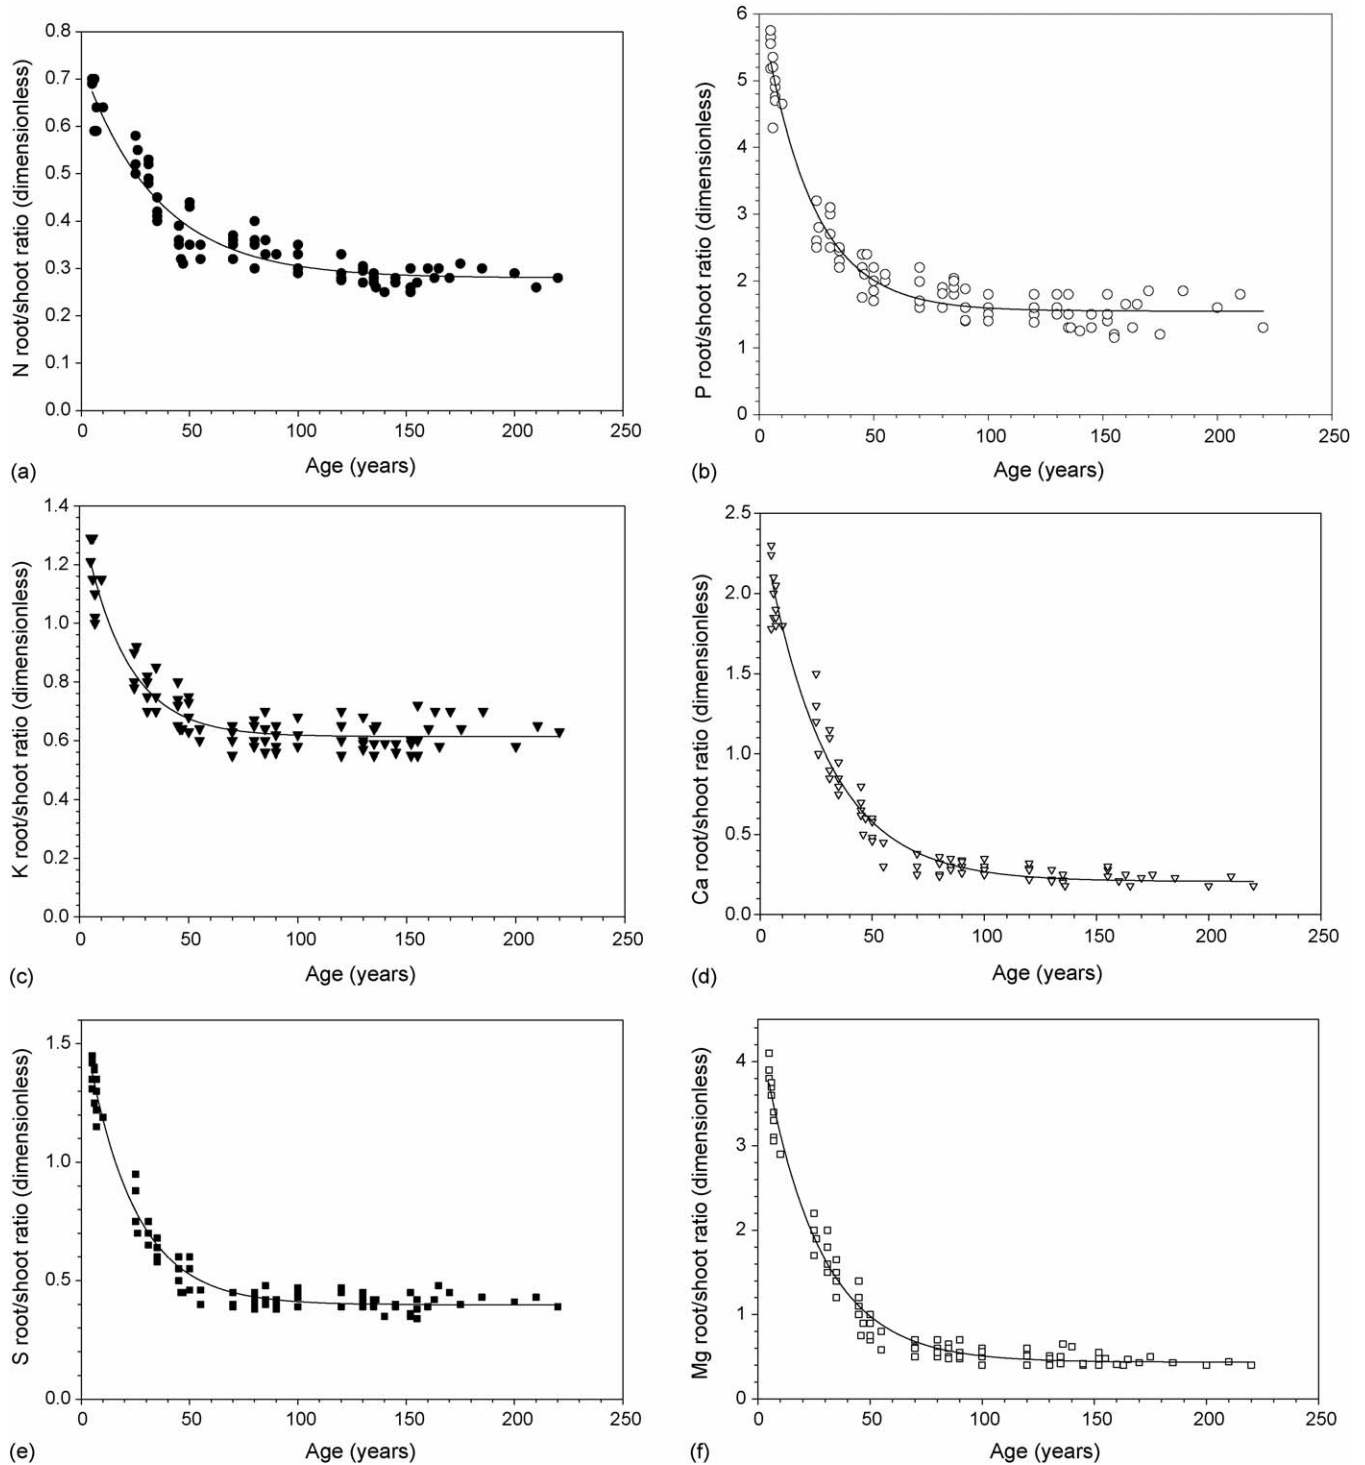 N root/shoot ratio (dimensionless)
0.8
0.7
0.6
0.5
0.4
0.3
0.2
0.1
0.0
0 50 100 150 200 250
Age (years)
(a)
P root/shoot ratio (dimensionless)
6
5
4
3
2
1
0
0 50 100 150 200 250
Age (years)
(b)
K root/shoot ratio (dimensionless)
1.4
1.2
1.0
0.8
0.6
0.4
0.2
0.0
0 50 100 150 200 250
Age (years)
(c)
Ca root/shoot ratio (dimensionless)
2.5
2.0
1.5
1.0
0.5
0.0
0 50 100 150 200 250
Age (years)
(d)
S root/shoot ratio (dimensionless)
1.5
1.0
0.5
0.0
0 50 100 150 200 250
Age (years)
(e)
Mg root/shoot ratio (dimensionless)
4
3
2
1
0
0 50 100 150 200 250
Age (years)
(f)